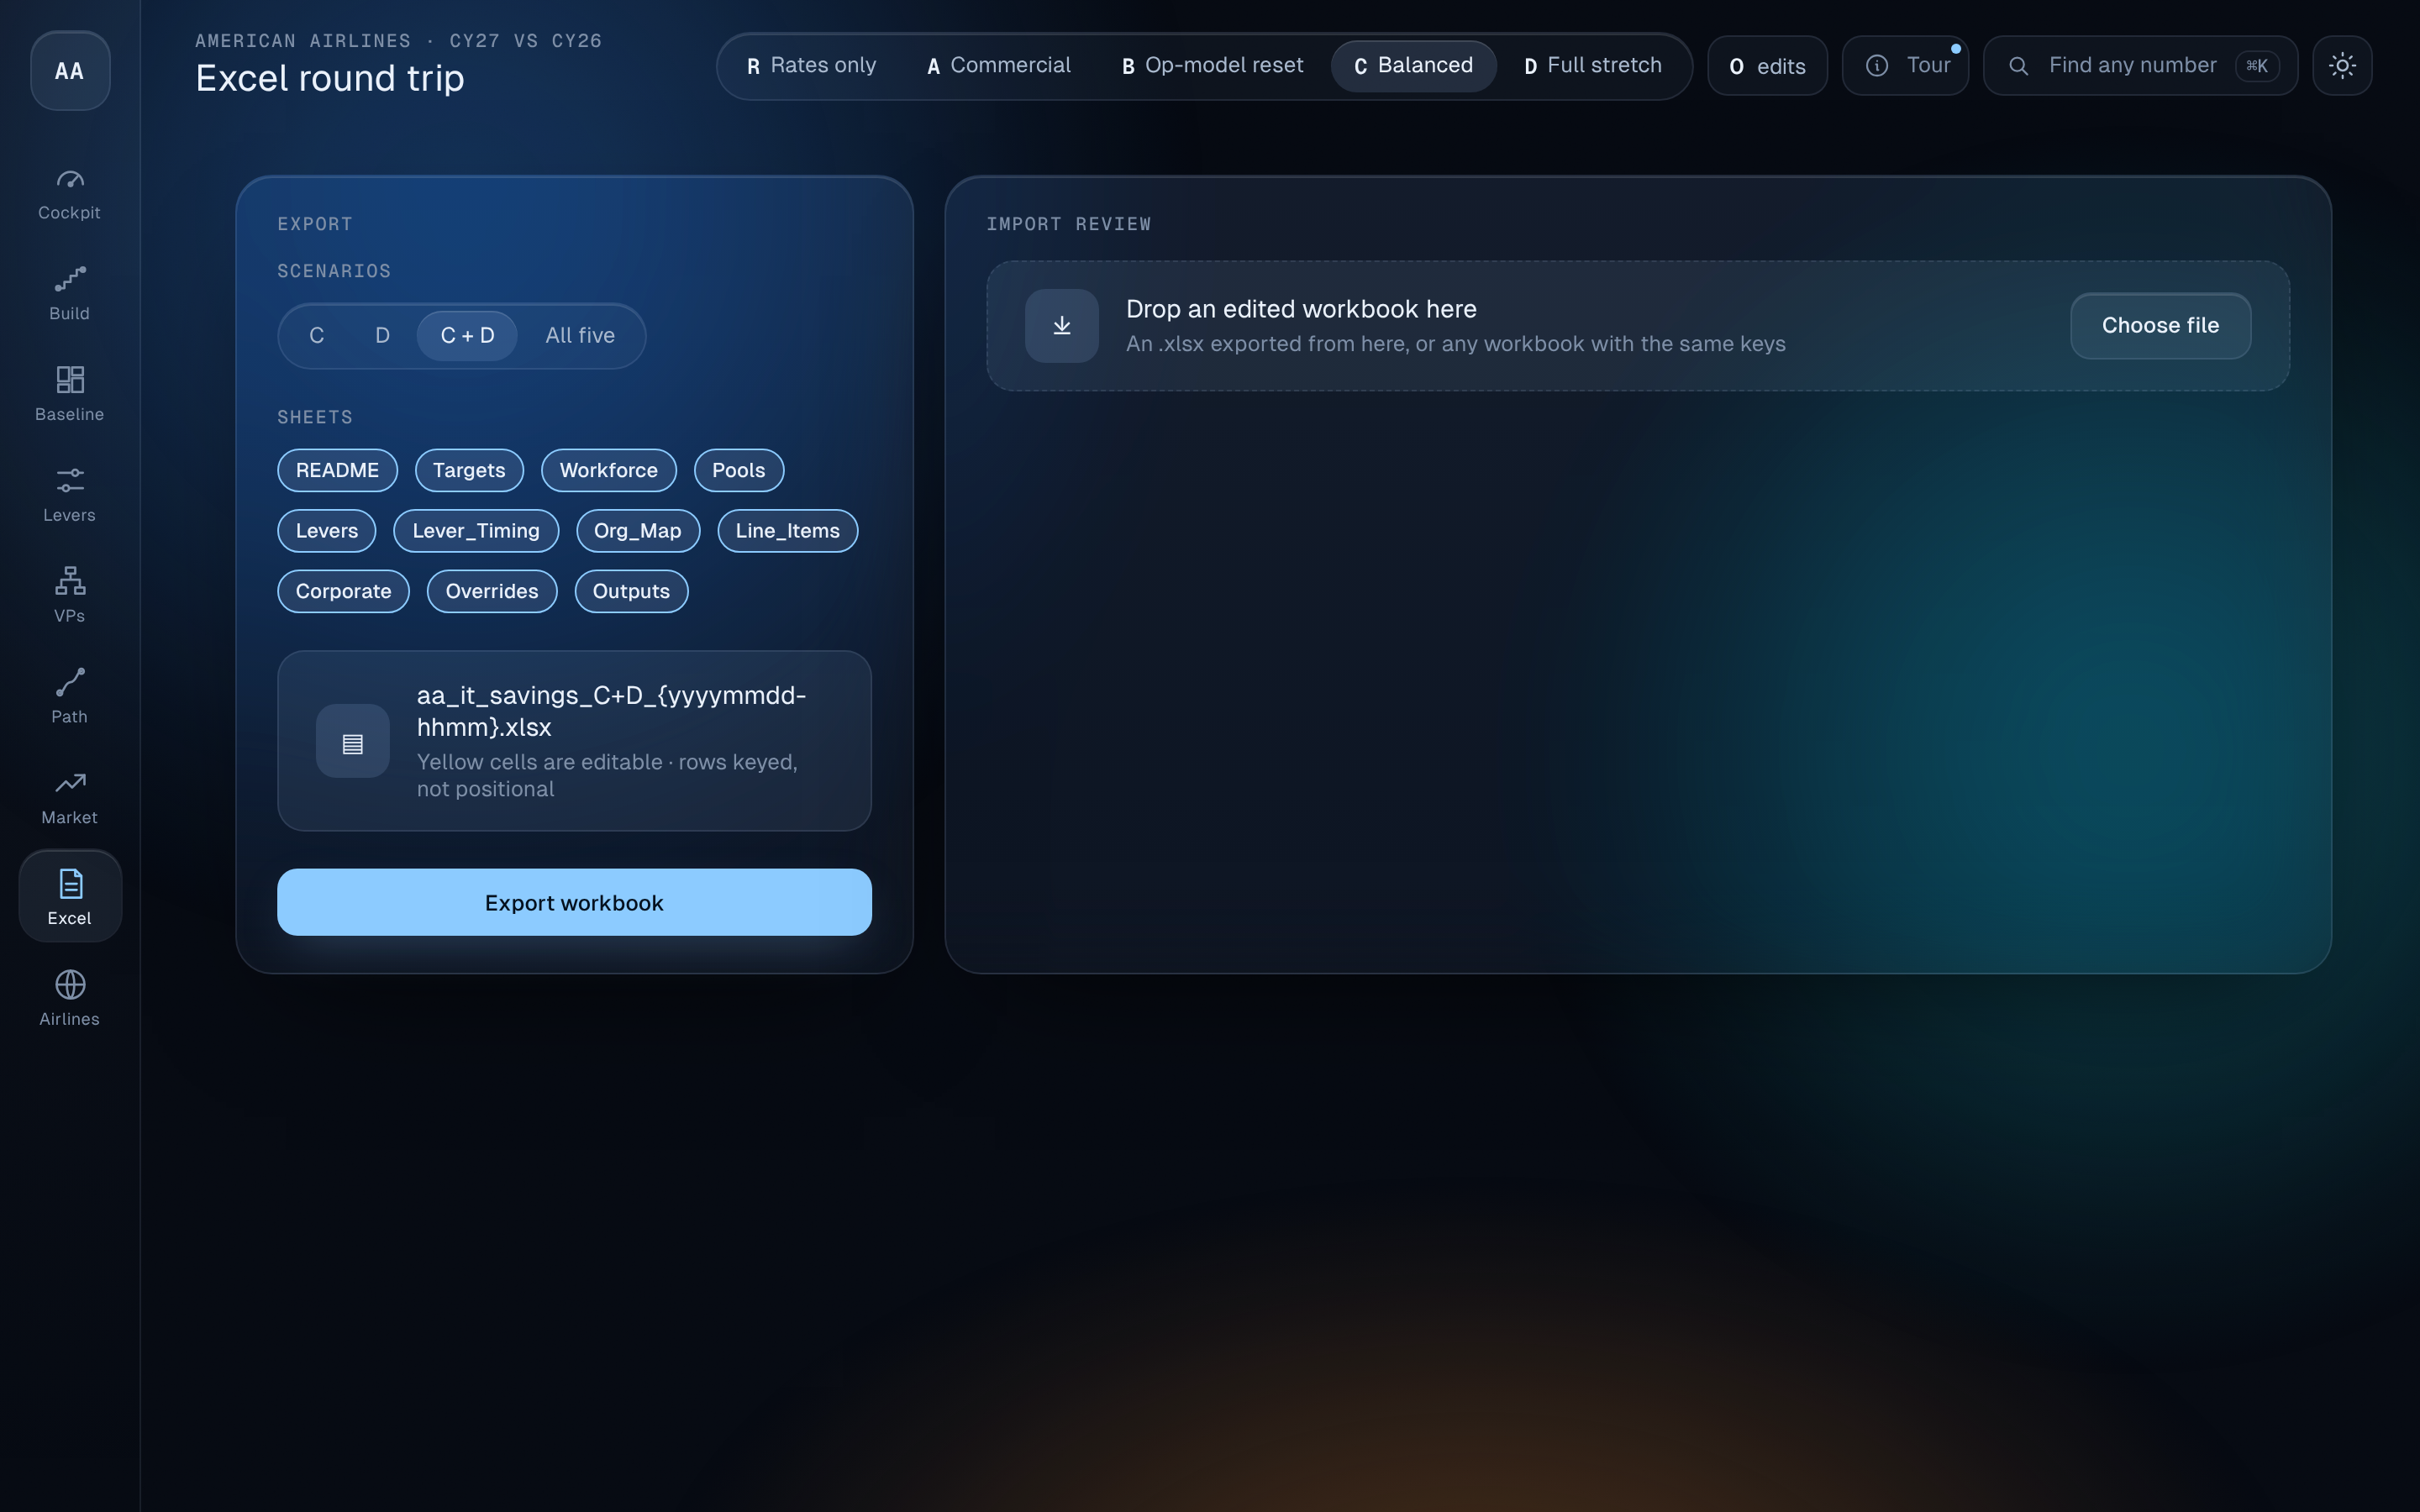 AA
AMERICAN AIRLINES · CY27 VS CY26
Excel round trip
R Rates only
A Commercial
B Op-model reset
C Balanced
D Full stretch
0 edits
Tour
Find any number ⌘K
Cockpit
Build
Baseline
Levers
VPs
Path
Market
Excel
Airlines
EXPORT
SCENARIOS
C D C + D All five
SHEETS
README Targets Workforce Pools
Levers Lever_Timing Org_Map Line_Items
Corporate Overrides Outputs
aa_it_savings_C+D_{yyyymmdd-
hhmm}.xlsx
Yellow cells are editable · rows keyed,
not positional
Export workbook
IMPORT REVIEW
Drop an edited workbook here
An .xlsx exported from here, or any workbook with the same keys
Choose file